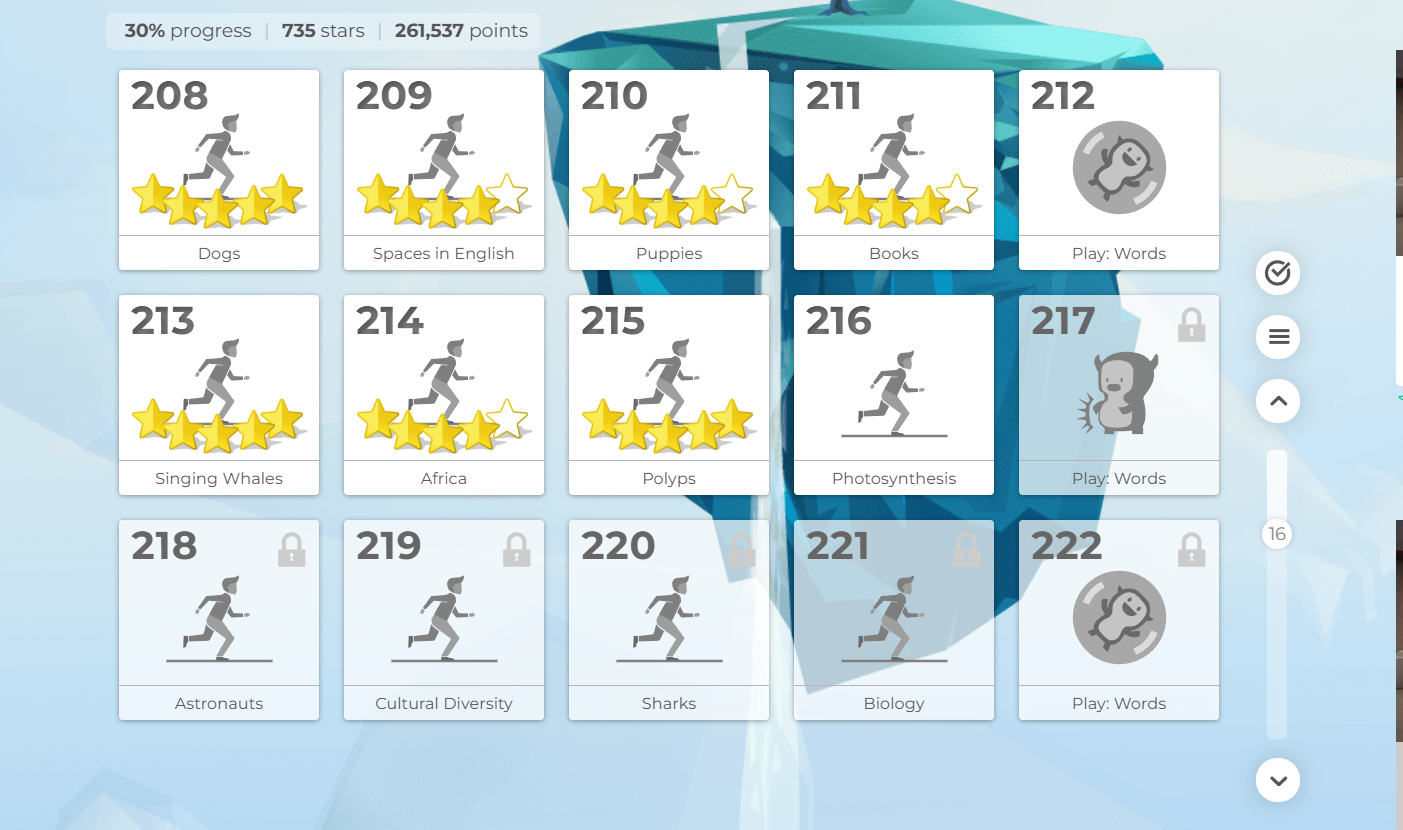 30% progress | 735 stars | 261,537 points
208
209
210
211
212
Dogs
Spaces in English
Puppies
Books
Play: Words
213
214
215
216
217
Singing Whales
Africa
Polyps
Photosynthesis
Play: Words
16
218
219
220
221
222
Astronauts
Cultural Diversity
Sharks
Biology
Play: Words